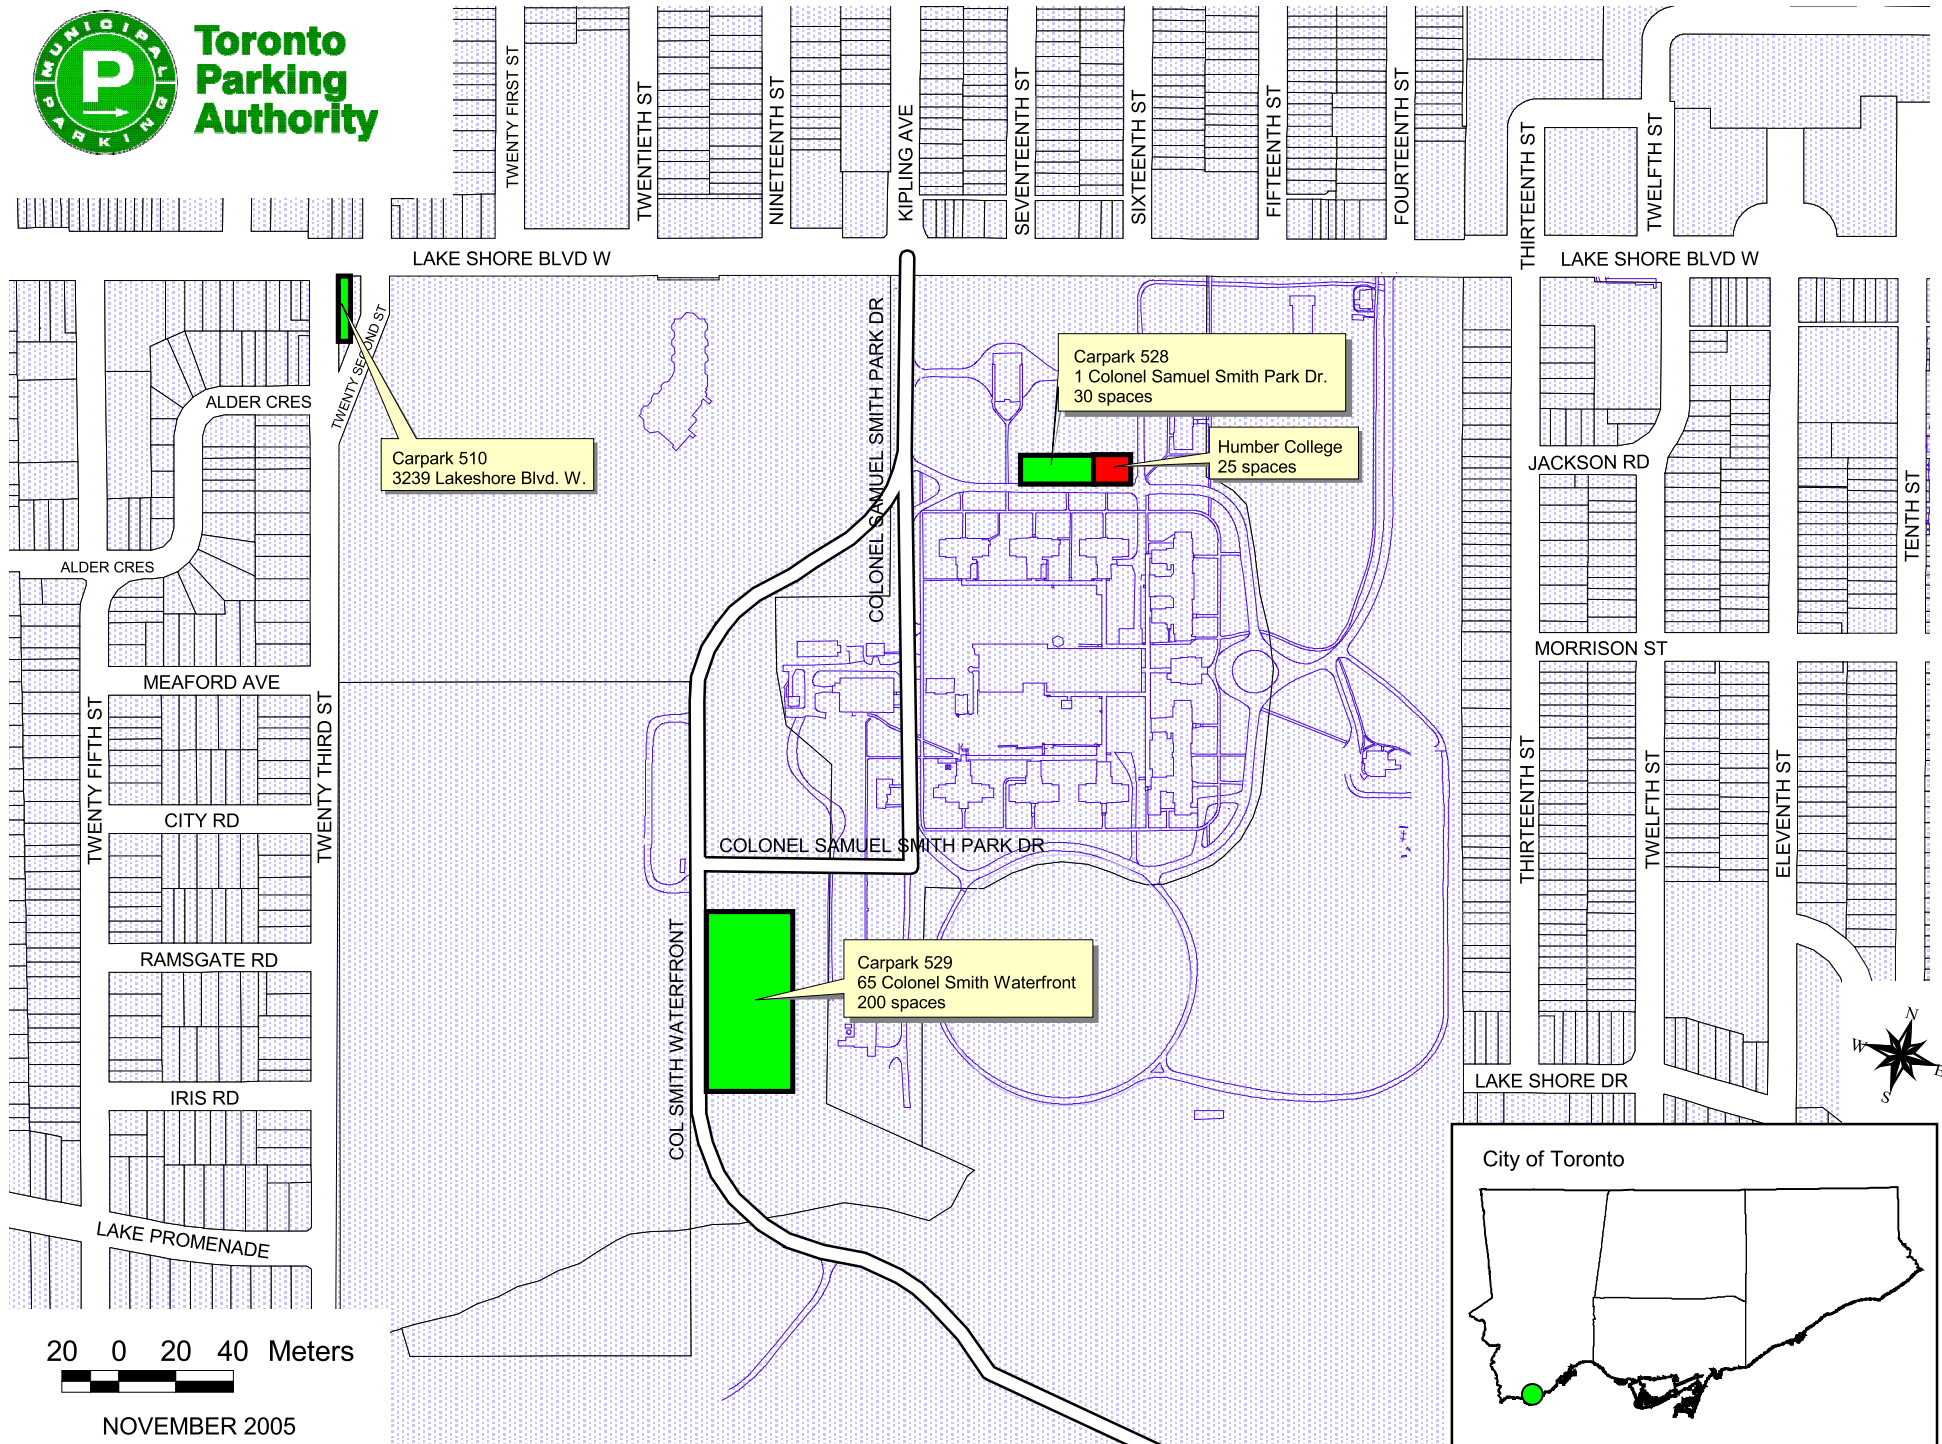 MUNICIPAL
P
PARKING
Toronto
Parking
Authority
TWENTY FIRST ST
TWENTIETH ST
NINETEENTH ST
KIPLING AVE
SEVENTEENTH ST
SIXTEENTH ST
FIFTEENTH ST
FOURTEENTH ST
THIRTEENTH ST
TWELFTH ST
LAKE SHORE BLVD W
LAKE SHORE BLVD W
TWENTY SECOND ST
COLONEL SAMUEL SMITH PARK DR
COLONEL SAMUEL SMITH PARK DR
Carpark 528
1 Colonel Samuel Smith Park Dr.
30 spaces
ALDER CRES
Carpark 510
3239 Lakeshore Blvd. W.
Humber College
25 spaces
JACKSON RD
TENTH ST
ALDER CRES
MORRISON ST
MEAFORD AVE
TWENTY FIFTH ST
TWENTY THIRD ST
THIRTEENTH ST
TWELFTH ST
ELEVENTH ST
CITY RD
COLONEL SAMUEL SMITH PARK DR
RAMSGATE RD
COL SMITH WATERFRONT
Carpark 529
65 Colonel Smith Waterfront
200 spaces
N
W
E
S
LAKE SHORE DR
IRIS RD
LAKE PROMENADE
City of Toronto
20 0 20 40 Meters
NOVEMBER 2005